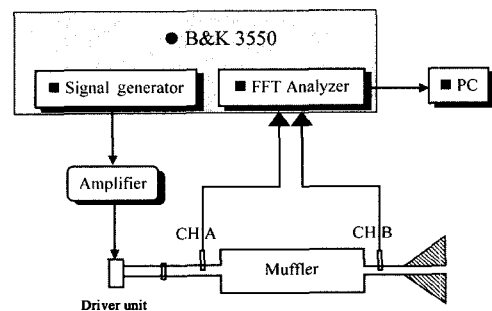 ● B&K 3550
■ Signal generator
■ FFT Analyzer
■ PC
Amplifier
CH A
CH B
Muffler
Driver unit